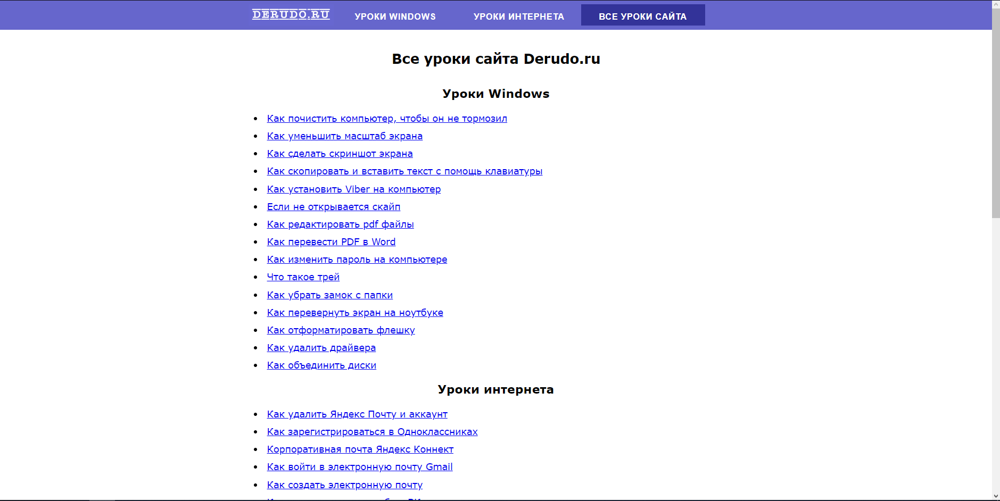 DERUDO.RU
УРОКИ WINDOWS
УРОКИ ИНТЕРНЕТА
ВСЕ УРОКИ САЙТА
Все уроки сайта Derudo.ru
Уроки Windows
Как почистить компьютер, чтобы он не тормозил
Как уменьшить масштаб экрана
Как сделать скриншот экрана
Как скопировать и вставить текст с помощь клавиатуры
Как установить Viber на компьютер
Если не открывается скайп
Как редактировать pdf файлы
Как перевести PDF в Word
Как изменить пароль на компьютере
Что такое трей
Как убрать замок с папки
Как перевернуть экран на ноутбуке
Как отформатировать флешку
Как удалить драйвера
Как объединить диски
Уроки интернета
Как удалить Яндекс Почту и аккаунт
Как зарегистрироваться в Одноклассниках
Корпоративная почта Яндекс Коннект
Как войти в электронную почту Gmail
Как создать электронную почту